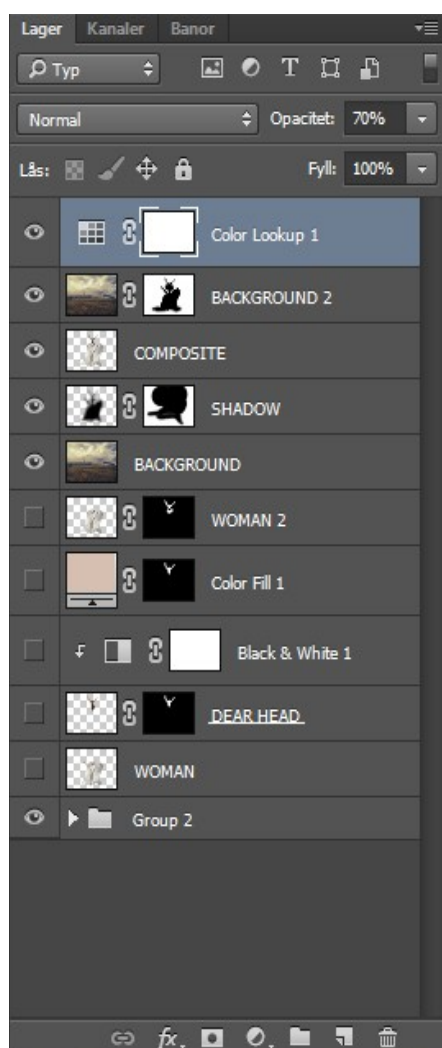 Lager Kanaler Banor
Typ
Normal Opacitet: 70%
Lås: Fyll: 100%
Color Lookup 1
BACKGROUND 2
COMPOSITE
SHADOW
BACKGROUND
WOMAN 2
Color Fill 1
Black & White 1
DEAR HEAD
WOMAN
Group 2
fx